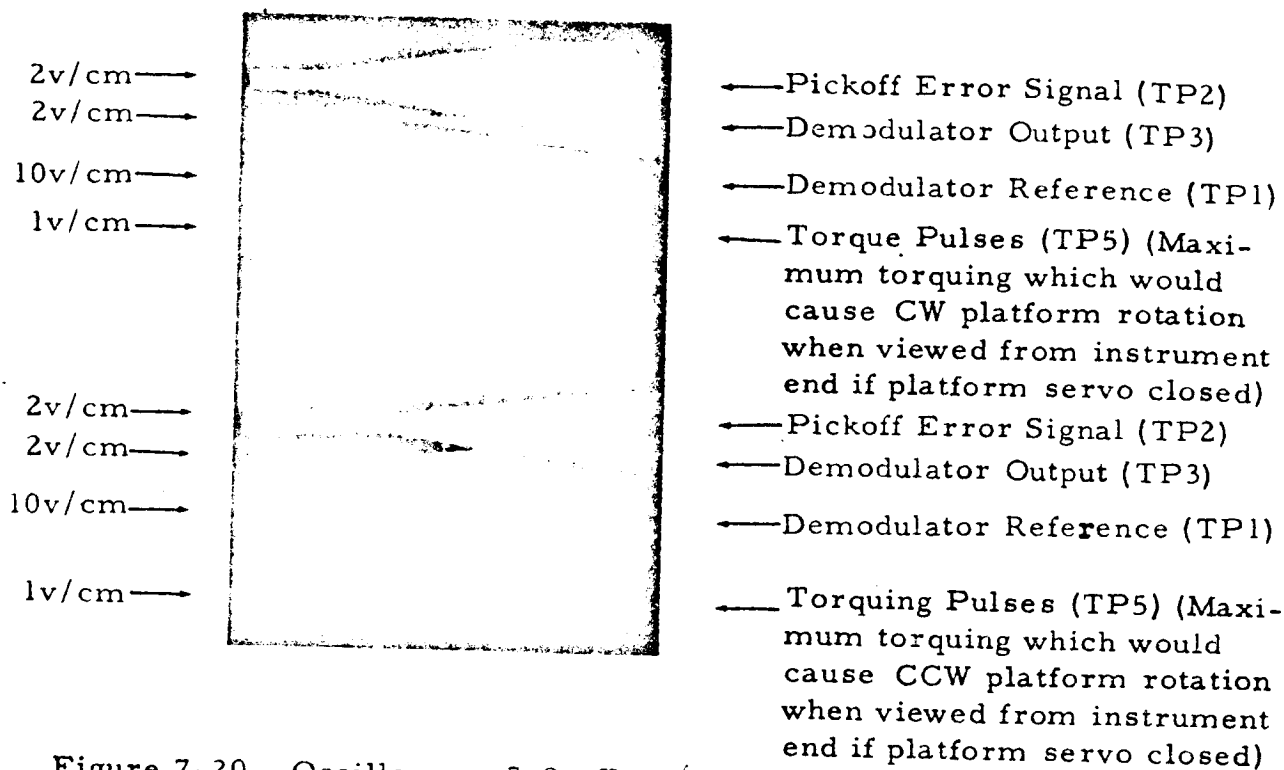 2v/cm
2v/cm
10v/cm
1v/cm
2v/cm
2v/cm
10v/cm
1v/cm
Pickoff Error Signal (TP2)
Demodulator Output (TP3)
Demodulator Reference (TP1)
Torque Pulses (TP5) (Maxi-
mum torquing which would
cause CW platform rotation
when viewed from instrument
end if platform servo closed)
Pickoff Error Signal (TP2)
Demodulator Output (TP3)
Demodulator Reference (TP1)
Torquing Pulses (TP5) (Maxi-
mum torquing which would
cause CCW platform rotation
when viewed from instrument
end if platform servo closed)
Figure 7-20